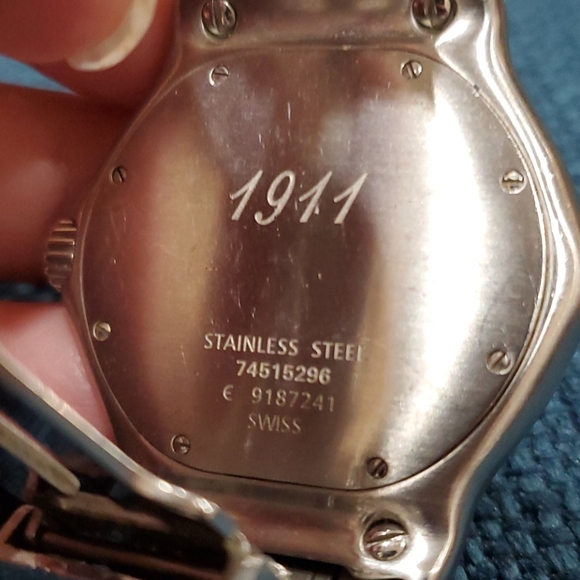 1911
STAINLESS STEEL
74515296
є 9187241
SWISS